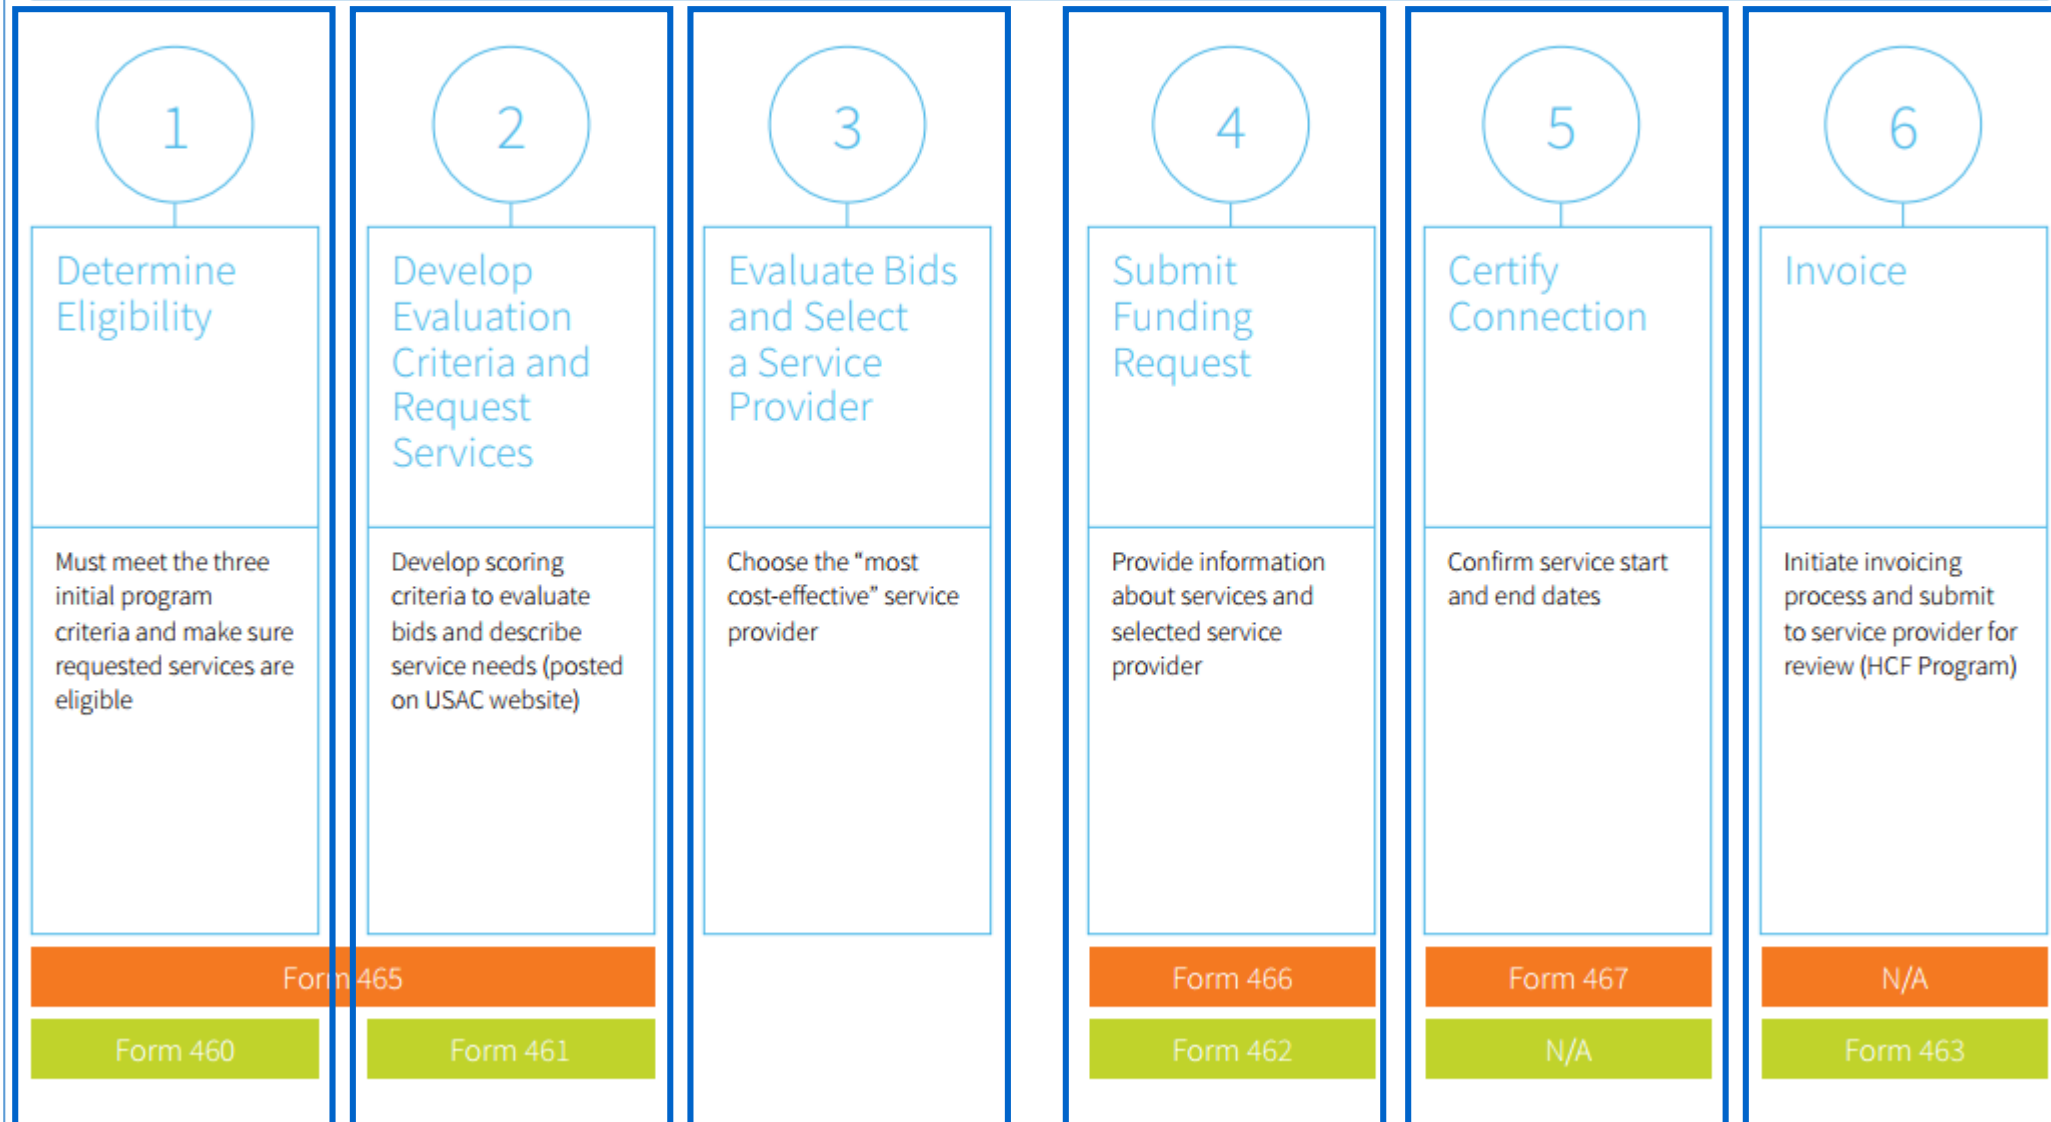 1
Determine
Eligibility
Must meet the three
initial program
criteria and make sure
requested services are
eligible
2
Develop
Evaluation
Criteria and
Request
Services
Develop scoring
criteria to evaluate
bids and describe
service needs (posted
on USAC website)
3
Evaluate Bids
and Select
a Service
Provider
Choose the “most
cost-effective” service
provider
4
Submit
Funding
Request
Provide information
about services and
selected service
provider
5
Certify
Connection
Confirm service start
and end dates
6
Invoice
Initiate invoicing
process and submit
to service provider for
review (HCF Program)
Form 465
Form 466
Form 467
N/A
Form 460
Form 461
Form 462
N/A
Form 463